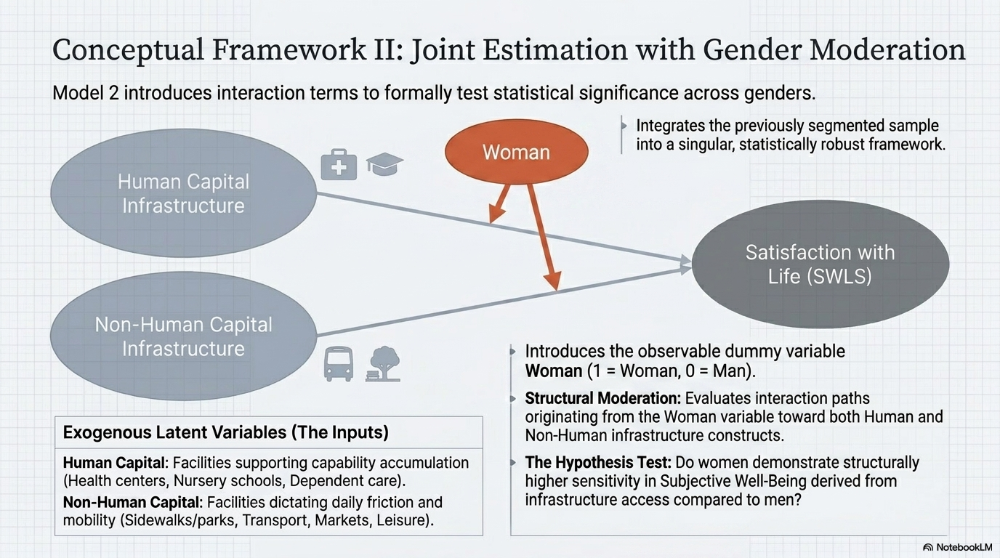 Conceptual Framework II: Joint Estimation with Gender Moderation
Model 2 introduces interaction terms to formally test statistical significance across genders.
Human Capital
Infrastructure
Woman
Integrates the previously segmented sample
into a singular, statistically robust framework.
Satisfaction with
Life (SWLS)
Non-Human Capital
Infrastructure
Exogenous Latent Variables (The Inputs)
Human Capital: Facilities supporting capability accumulation
(Health centers, Nursery schools, Dependent care).
Non-Human Capital: Facilities dictating daily friction and
mobility (Sidewalks/parks, Transport, Markets, Leisure).
Introduces the observable dummy variable
Woman (1 = Woman, 0 = Man).
Structural Moderation: Evaluates interaction paths
originating from the Woman variable toward both Human and
Non-Human infrastructure constructs.
The Hypothesis Test: Do women demonstrate structurally
higher sensitivity in Subjective Well-Being derived from
infrastructure access compared to men?
NotebookLM